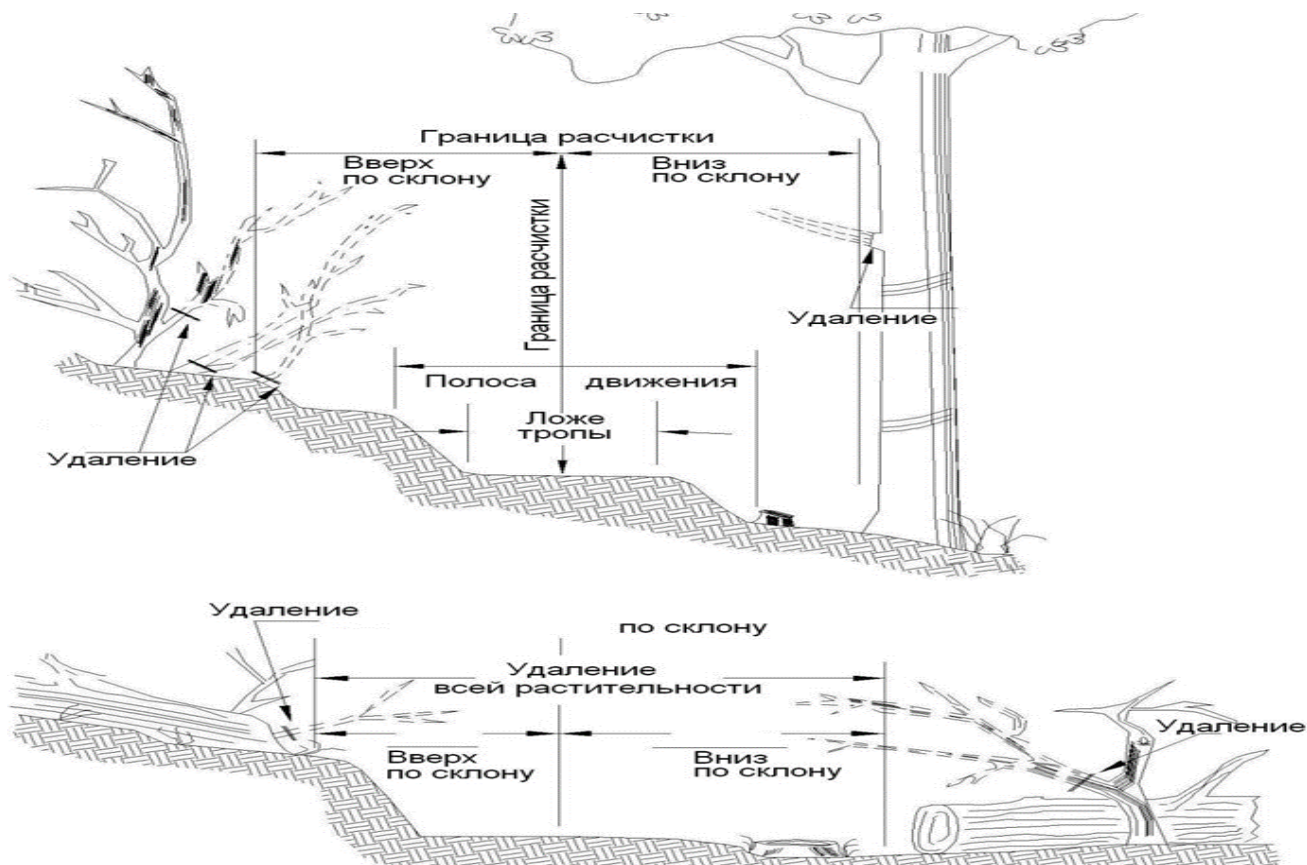 Граница расчистки
Вверх
по склону
Вниз
по склону
Граница расчистки
Удаление
Полоса движения
Ложе
тропы
Удаление
Удаление
по склону
Удаление
всей растительности
Удаление
Вверх
по склону
Вниз
по склону